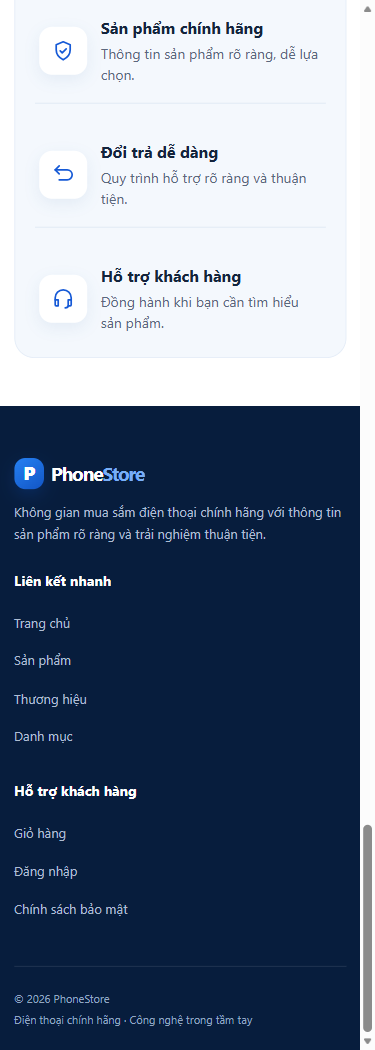 Sản phẩm chính hãng
Thông tin sản phẩm rõ ràng, dễ lựa
chọn.
Đổi trả dễ dàng
Quy trình hỗ trợ rõ ràng và thuận
tiện.
Hỗ trợ khách hàng
Đồng hành khi bạn cần tìm hiểu
sản phẩm.
P PhoneStore
Không gian mua sắm điện thoại chính hãng với thông tin
sản phẩm rõ ràng và trải nghiệm thuận tiện.
Liên kết nhanh
Trang chủ
Sản phẩm
Thương hiệu
Danh mục
Hỗ trợ khách hàng
Giỏ hàng
Đăng nhập
Chính sách bảo mật
© 2026 PhoneStore
Điện thoại chính hãng · Công nghệ trong tầm tay